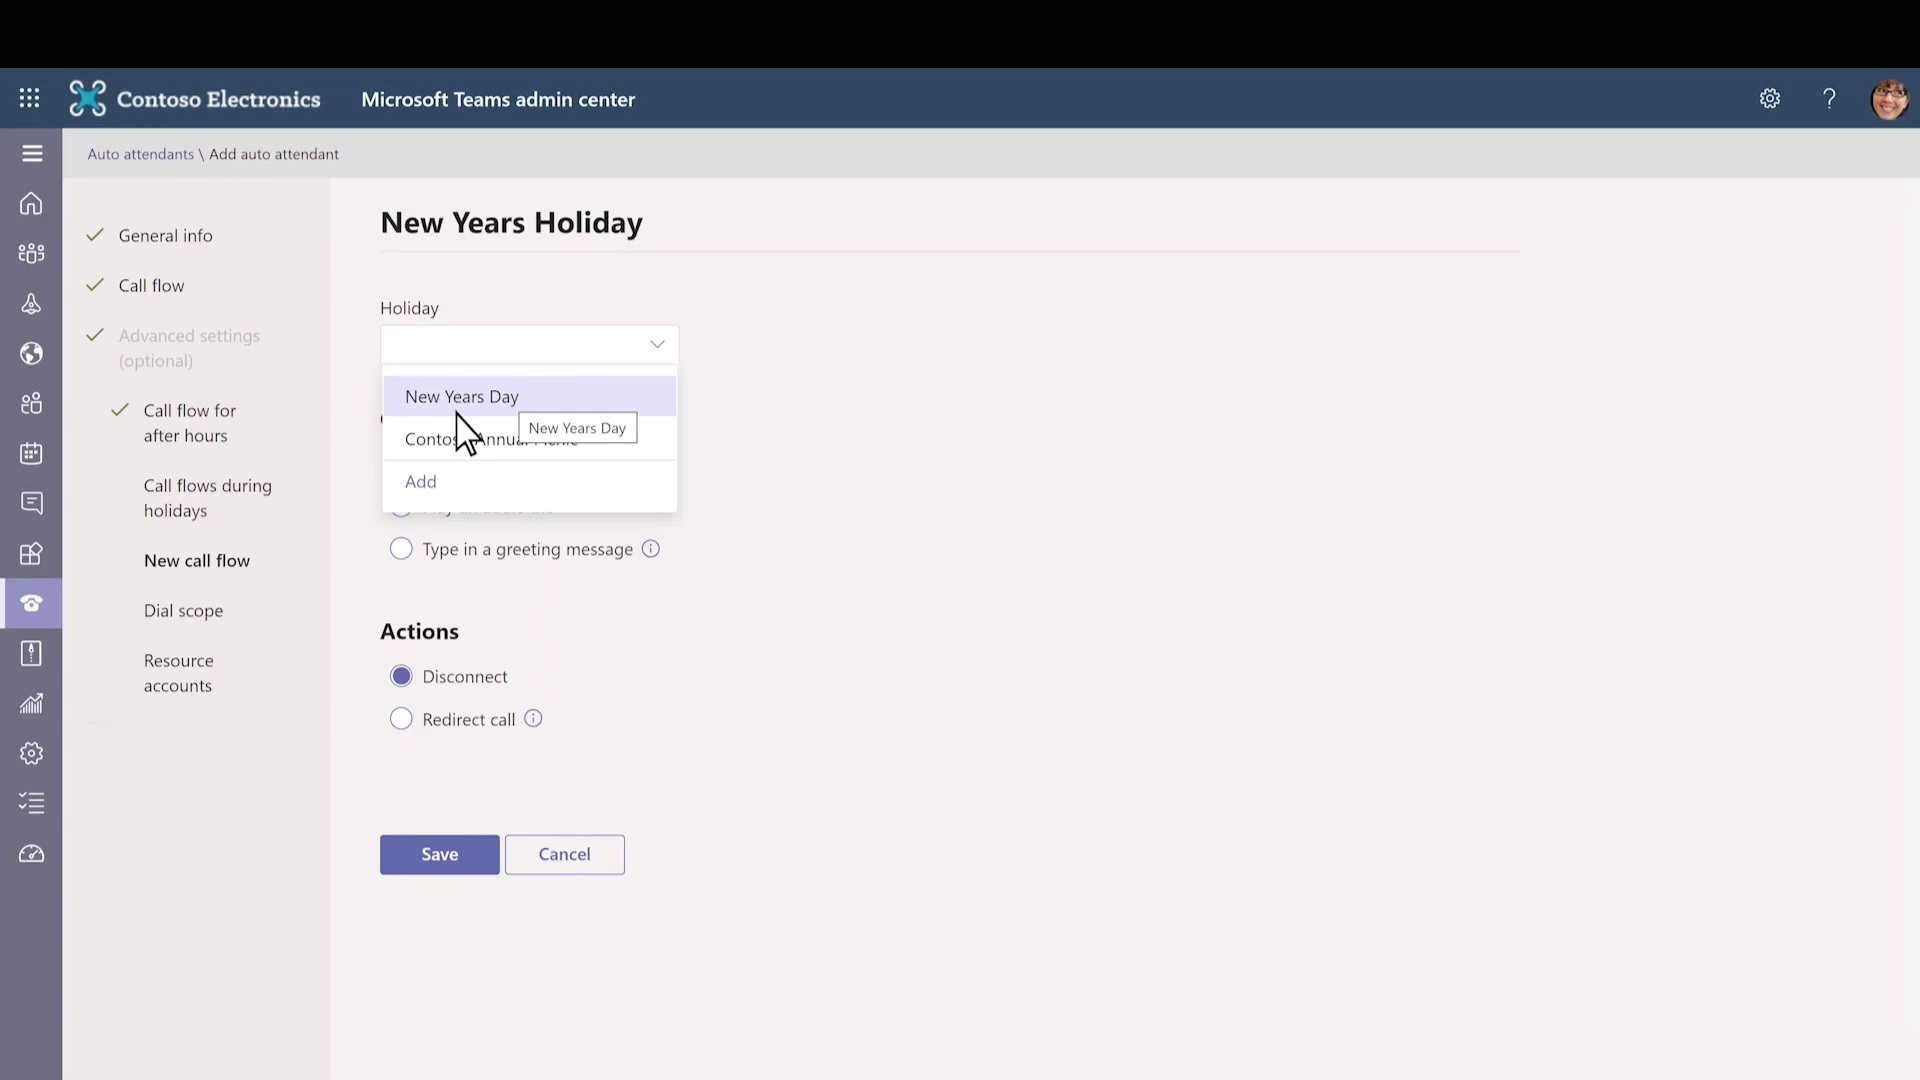 Contoso Electronics
Microsoft Teams admin center
Auto attendants \ Add auto attendant
General info
Call flow
Advanced settings
(optional)
Call flow for
after hours
Call flows during
holidays
New call flow
Dial scope
Resource
accounts
New Years Holiday
Holiday
New Years Day
New Years Day
Add
Type in a greeting message
Actions
Disconnect
Redirect call
Save
Cancel